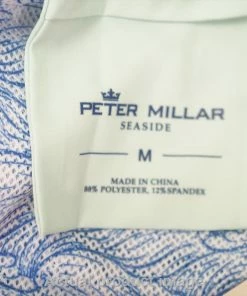 PETER MILLAR
SEASIDE
M
MADE IN CHINA
88% POLYESTER, 12% SPANDEX